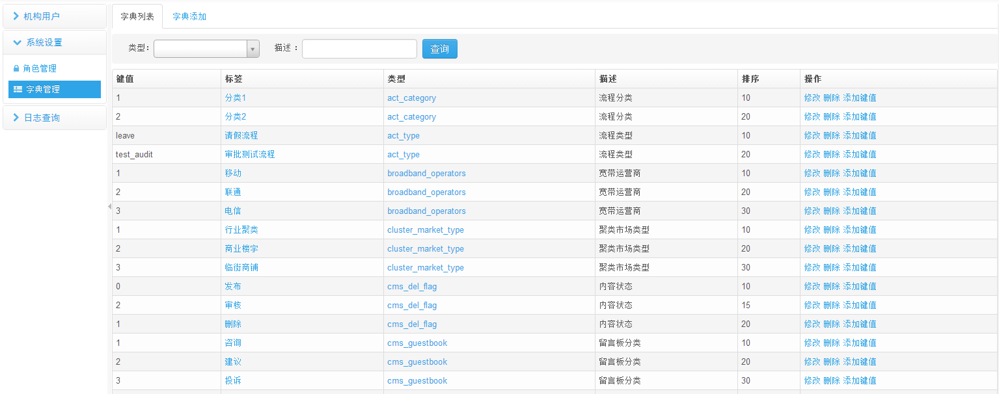 机构用户
系统设置
角色管理
字典管理
日志查询
字典列表 字典添加
类型： 描述 ： 查询
键值 标签 类型 描述 排序 操作
1 分类1 act_category 流程分类 10 修改 删除 添加键值
2 分类2 act_category 流程分类 20 修改 删除 添加键值
leave 请假流程 act_type 流程类型 10 修改 删除 添加键值
test_audit 审批测试流程 act_type 流程类型 20 修改 删除 添加键值
1 移动 broadband_operators 宽带运营商 10 修改 删除 添加键值
2 联通 broadband_operators 宽带运营商 20 修改 删除 添加键值
3 电信 broadband_operators 宽带运营商 30 修改 删除 添加键值
1 行业聚类 cluster_market_type 聚类市场类型 10 修改 删除 添加键值
2 商业楼宇 cluster_market_type 聚类市场类型 20 修改 删除 添加键值
3 临街商铺 cluster_market_type 聚类市场类型 30 修改 删除 添加键值
0 发布 cms_del_flag 内容状态 10 修改 删除 添加键值
2 审核 cms_del_flag 内容状态 15 修改 删除 添加键值
1 删除 cms_del_flag 内容状态 20 修改 删除 添加键值
1 咨询 cms_guestbook 留言板分类 10 修改 删除 添加键值
2 建议 cms_guestbook 留言板分类 20 修改 删除 添加键值
3 投诉 cms_guestbook 留言板分类 30 修改 删除 添加键值